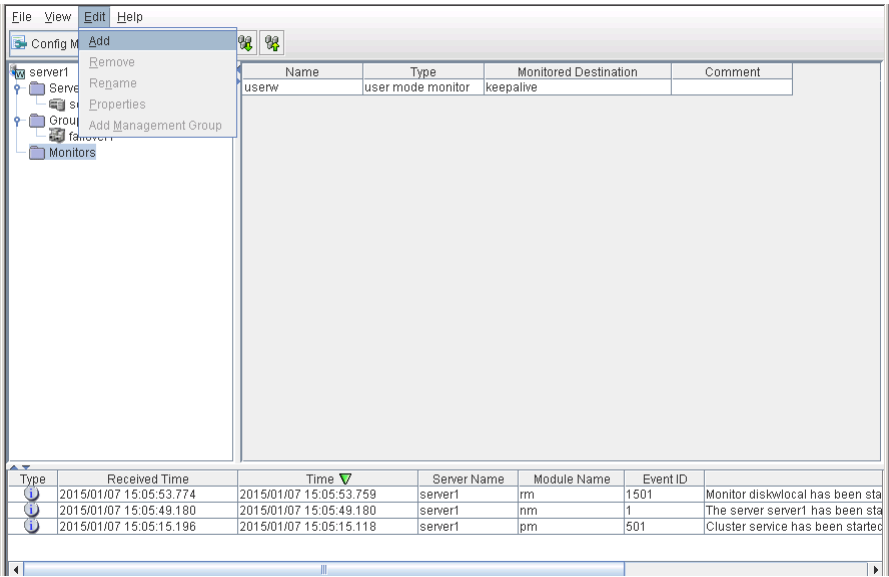 File View Edit Help
Config M
Add
Remove
Rename
Properties
Add Management Group
server1
Serve
se
Group
failover1
Monitors
Name Type Monitored Destination Comment
userw user mode monitor keepalive
Type Received Time Time Server Name Module Name Event ID
2015/01/07 15:05:53.774 2015/01/07 15:05:53.759 server1 rm 1501 Monitor diskwlocal has been sta
2015/01/07 15:05:49.180 2015/01/07 15:05:49.180 server1 nm 1 The server server1 has been sta
2015/01/07 15:05:15.196 2015/01/07 15:05:15.118 server1 pm 501 Cluster service has been started